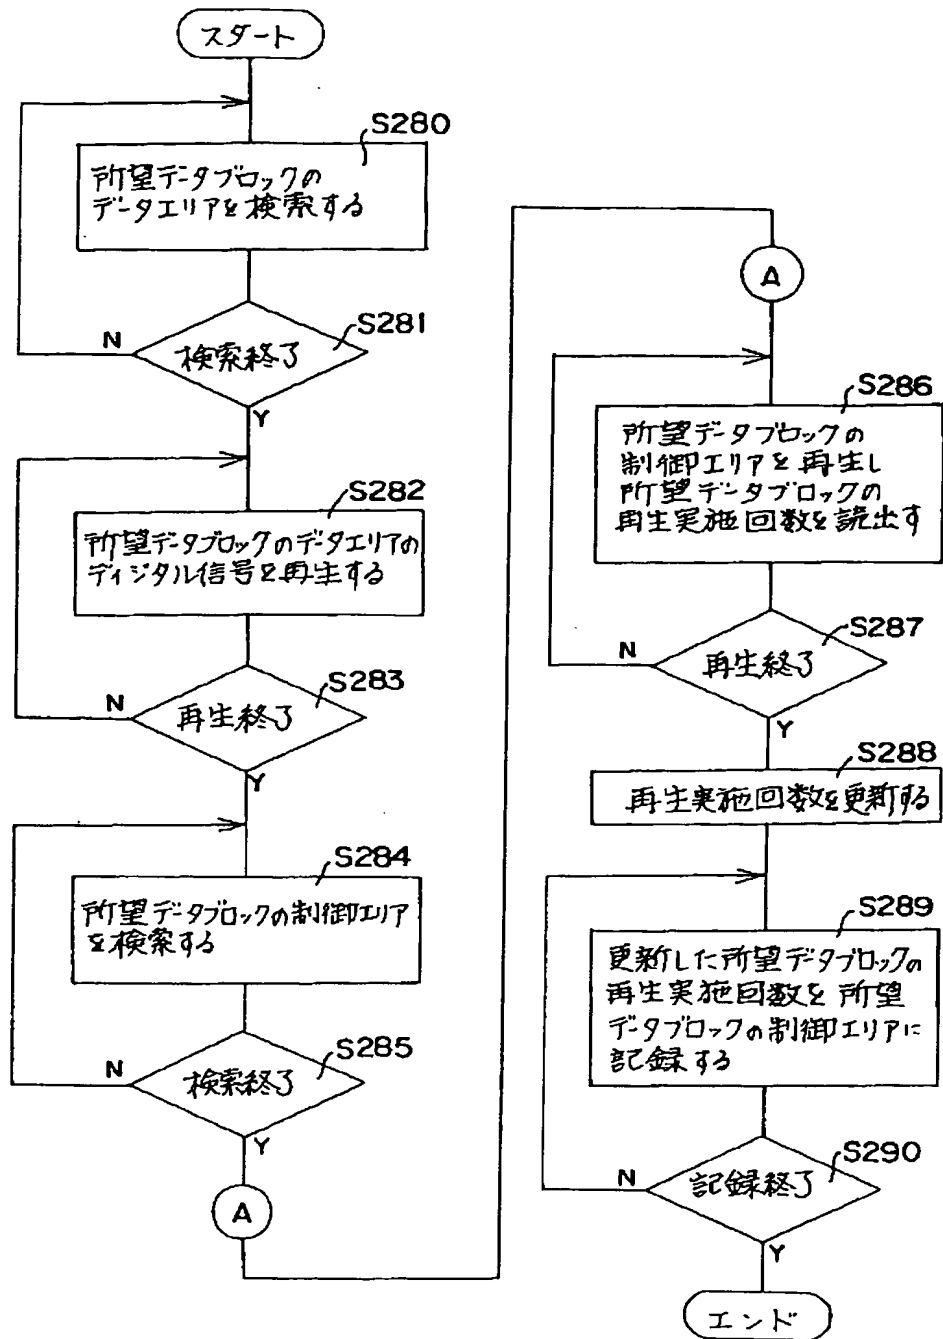 スタート
S280
所望データブロックの
データエリアを検索する
S281
検索終了
N
Y
S282
所望データブロックのデータエリアの
ディジタル信号を再生する
S283
再生終了
N
Y
S284
所望データブロックの制御エリア
を検索する
S285
検索終了
N
Y
A
A
S286
所望データブロックの
制御エリアを再生し
所望データブロックの
再生実施回数を読出す
S287
再生終了
N
Y
S288
再生実施回数を更新する
S289
更新した所望データブロックの
再生実施回数を所望
データブロックの制御エリアに
記録する
S290
記録終了
N
Y
エンド